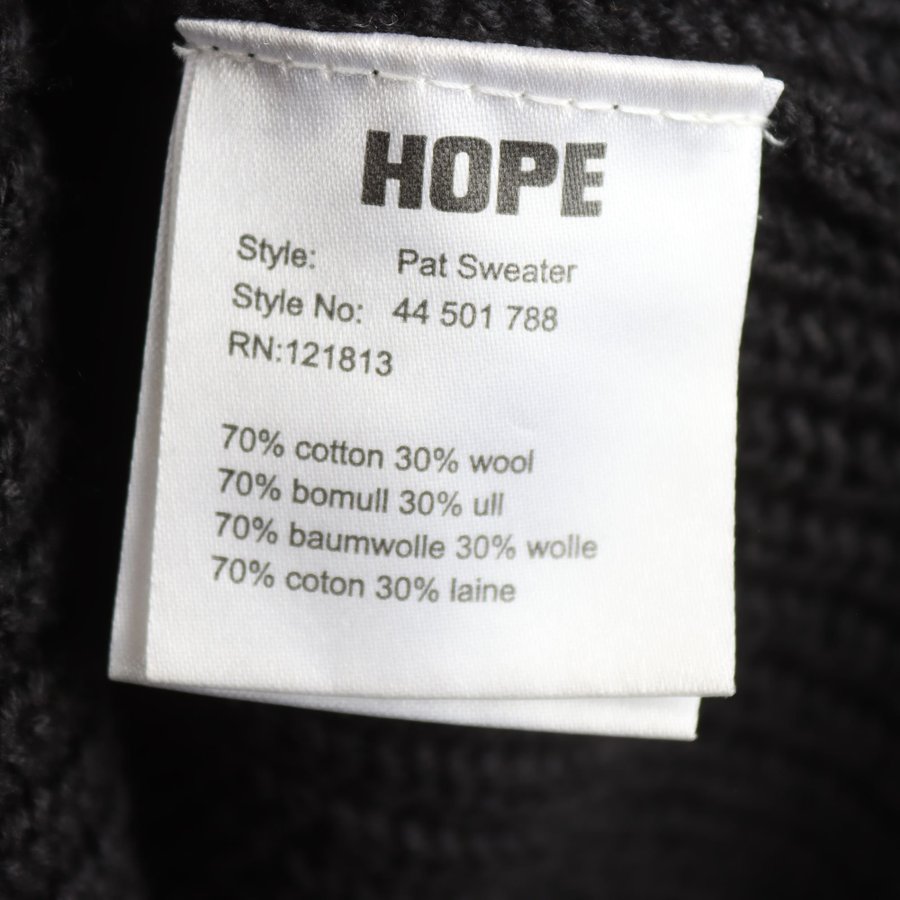 HOPE
Style: Pat Sweater
Style No: 44 501 788
RN:121813
70% cotton 30% wool
70% bomull 30% ull
70% baumwolle 30% wolle
70% coton 30% laine